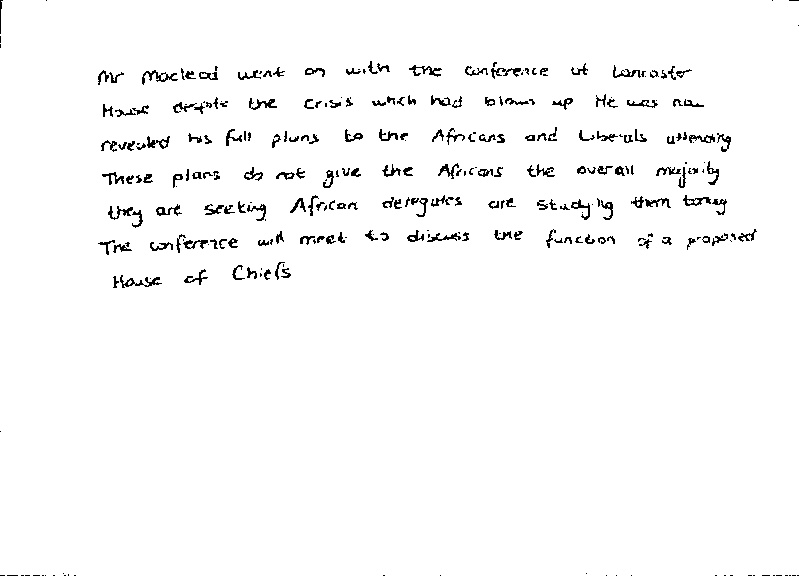 Mr Macleod went on with the conference at Lancaster
House despite the Crisis which had blown up He was now
revealed his full plans to the Africans and Liberals attending
These plans do not give the Africans the overall majority
they are seeking African delegates are studying them today
The conference will meet to discuss the function of a proposed
House of Chiefs